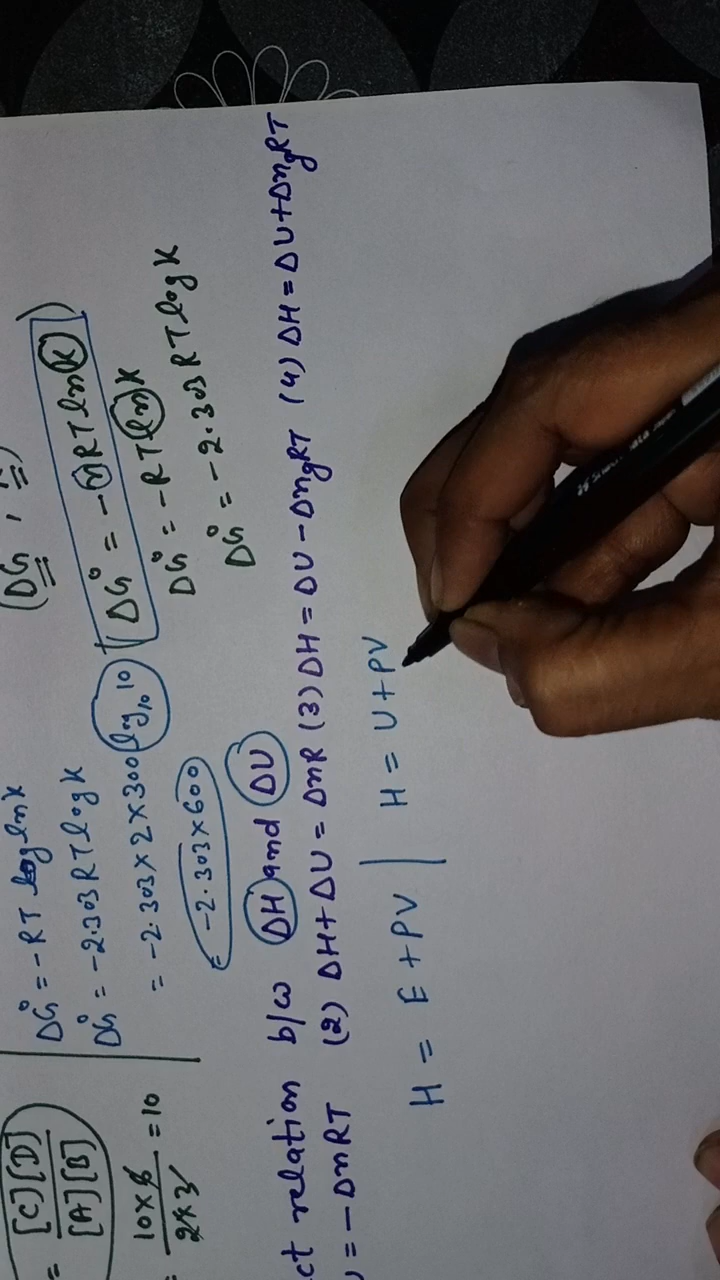 (ΔG, =)
= [C][D] / [A][B]
ΔG° = -RT ln k
(ΔG° = -nRT ln k)
ΔG° = -2.303 RT log k
ΔG° = -RT ln k
= 10 × 6 / 2 × 3 = 10
= -2.303 × 2 × 300 log₁₀ 10
ΔG° = -2.303 RT log k
= -2.303 × 600
ct relation b/w ΔH and ΔU
= -ΔnRT (2) ΔH + ΔU = ΔnR (3) ΔH = ΔU - ΔngRT (4) ΔH = ΔU + ΔngRT
H = E + PV | H = U + PV